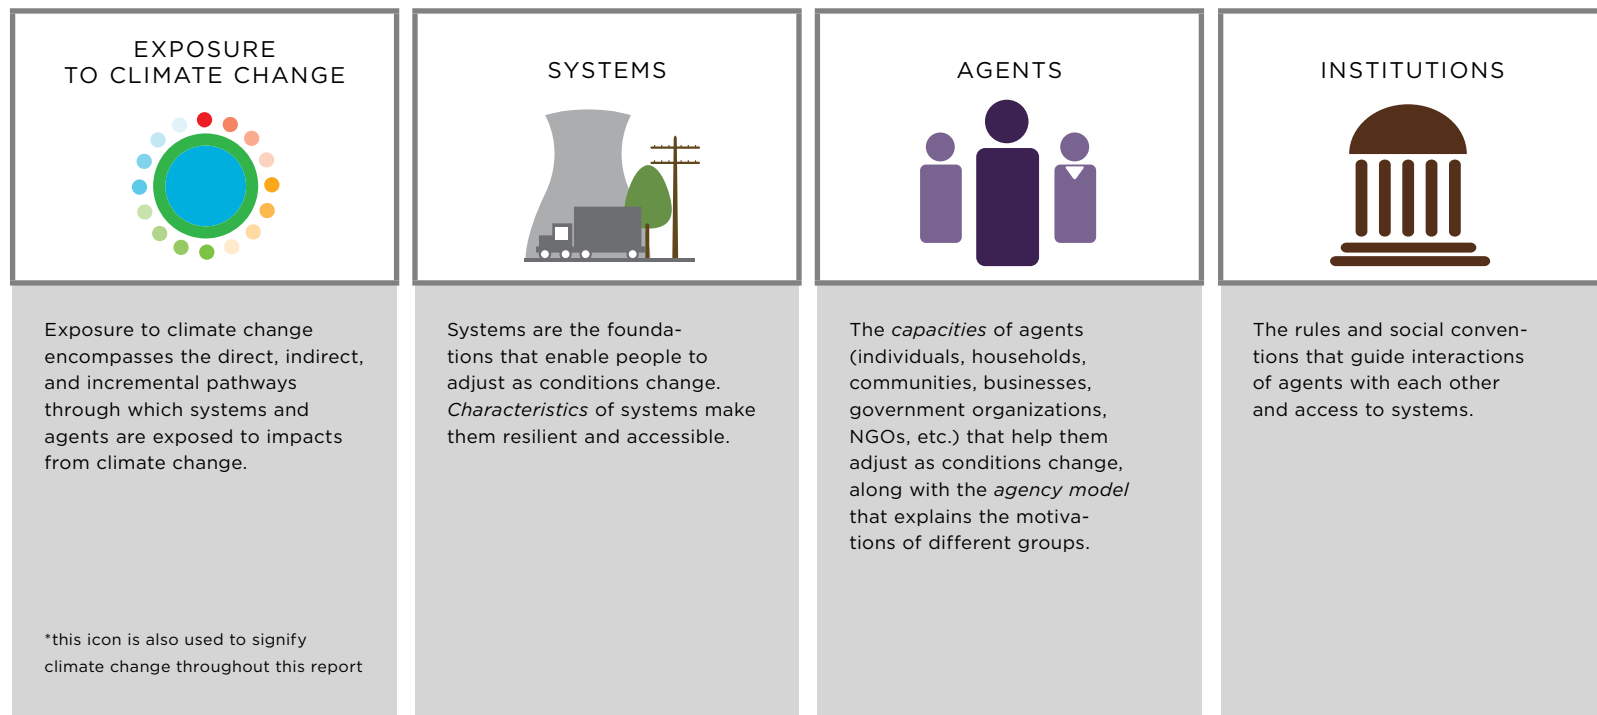 EXPOSURE
TO CLIMATE CHANGE
Exposure to climate change
encompasses the direct, indirect,
and incremental pathways
through which systems and
agents are exposed to impacts
from climate change.
*this icon is also used to signify
climate change throughout this report
SYSTEMS
Systems are the founda-
tions that enable people to
adjust as conditions change.
Characteristics of systems make
them resilient and accessible.
AGENTS
The capacities of agents
(individuals, households,
communities, businesses,
government organizations,
NGOs, etc.) that help them
adjust as conditions change,
along with the agency model
that explains the motiva-
tions of different groups.
INSTITUTIONS
The rules and social conven-
tions that guide interactions
of agents with each other
and access to systems.